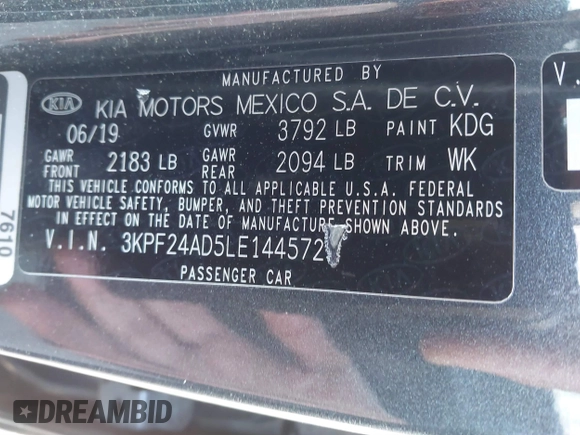 MANUFACTURED BY
KIA KIA MOTORS MEXICO S.A. DE C.V.
06/19 GVWR 3792 LB PAINT KDG
GAWR FRONT 2183 LB GAWR REAR 2094 LB TRIM WK
THIS VEHICLE CONFORMS TO ALL APPLICABLE U.S.A. FEDERAL
MOTOR VEHICLE SAFETY, BUMPER, AND THEFT PREVENTION STANDARDS
IN EFFECT ON THE DATE OF MANUFACTURE SHOWN ABOVE.
V.I.N. 3KPF24AD5LE144572
PASSENGER CAR
7610
V.
DREAMBID